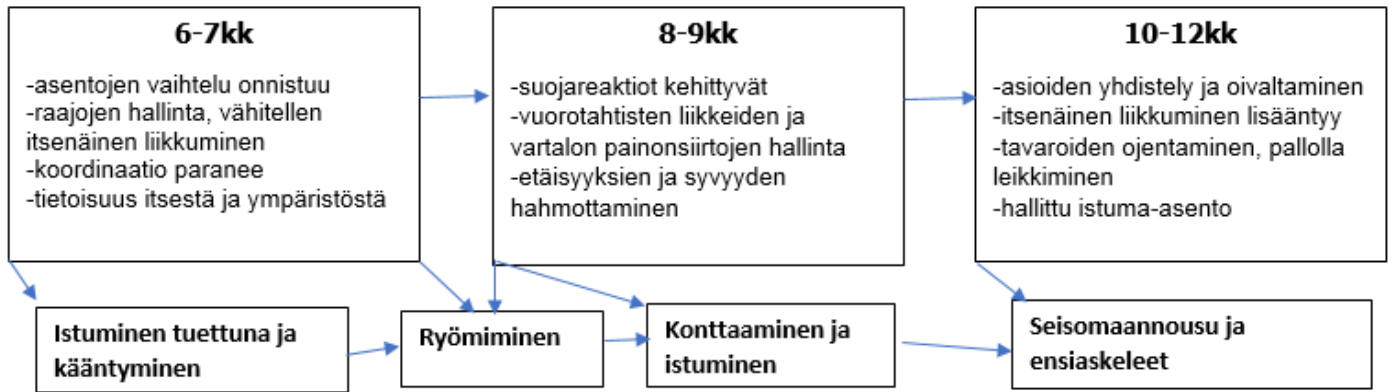 6-7kk
-asentojen vaihtelu onnistuu
-raajojen hallinta, vähitellen
itsenäinen liikkuminen
-koordinaatio paranee
-tietoisuus itsestä ja ympäristöstä
8-9kk
-suojareaktiot kehittyvät
-vuorotahtisten liikkeiden ja
vartalon painonsiirtojen hallinta
-etäisyyksien ja syvyyden
hahmottaminen
10-12kk
-asioiden yhdistely ja oivaltaminen
-itsenäinen liikkuminen lisääntyy
-tavaroiden ojentaminen, pallolla
leikkiminen
-hallittu istuma-asento
Istuminen tuettuna ja
kääntyminen
Ryömiminen
Konttaaminen ja
istuminen
Seisomaannousu ja
ensiaskeleet